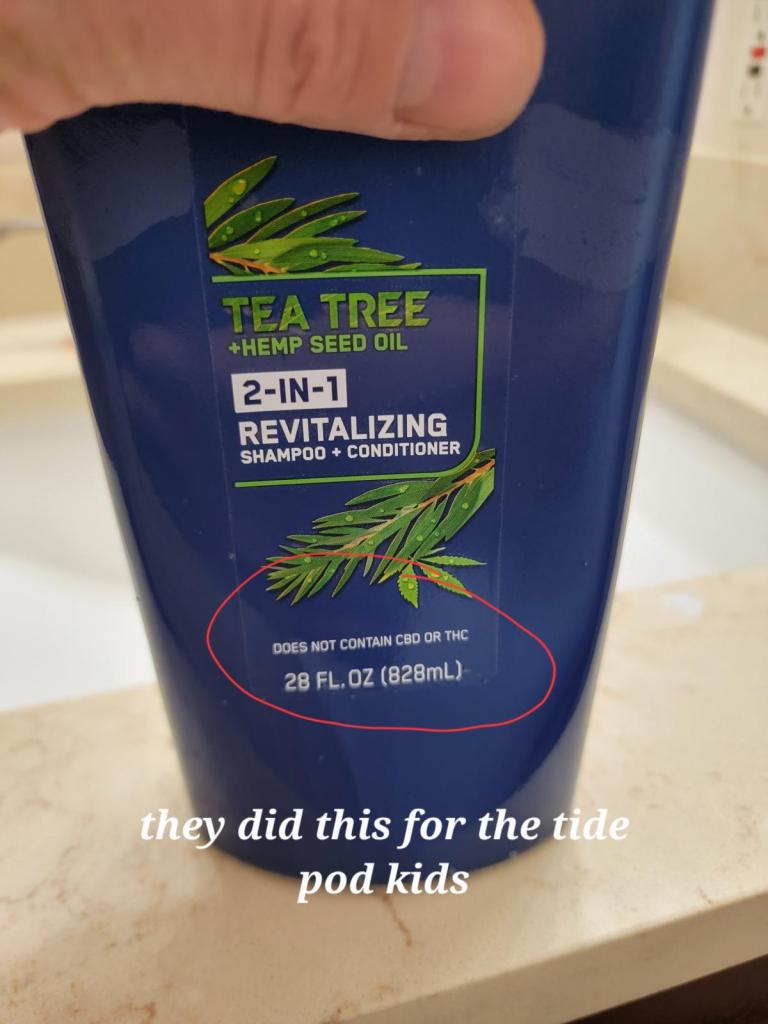 TEA TREE
+HEMP SEED OIL
2-IN-1
REVITALIZING
SHAMPOO + CONDITIONER
DOES NOT CONTAIN CBD OR THC
28 FL. OZ (828mL)
they did this for the tide
pod kids